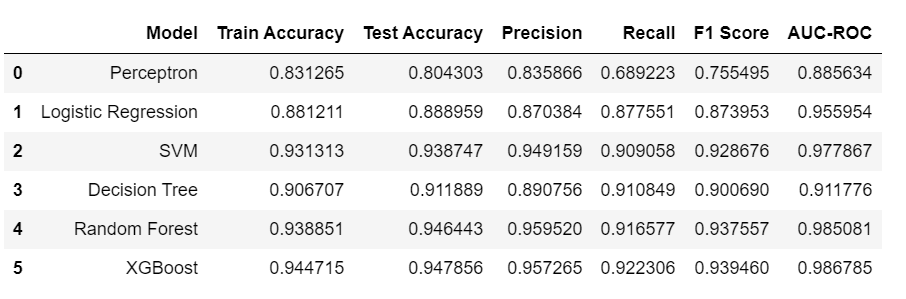 Model Train Accuracy Test Accuracy Precision Recall F1 Score AUC-ROC
0 Perceptron 0.831265 0.804303 0.835866 0.689223 0.755495 0.885634
1 Logistic Regression 0.881211 0.888959 0.870384 0.877551 0.873953 0.955954
2 SVM 0.931313 0.938747 0.949159 0.909058 0.928676 0.977867
3 Decision Tree 0.906707 0.911889 0.890756 0.910849 0.900690 0.911776
4 Random Forest 0.938851 0.946443 0.959520 0.916577 0.937557 0.985081
5 XGBoost 0.944715 0.947856 0.957265 0.922306 0.939460 0.986785